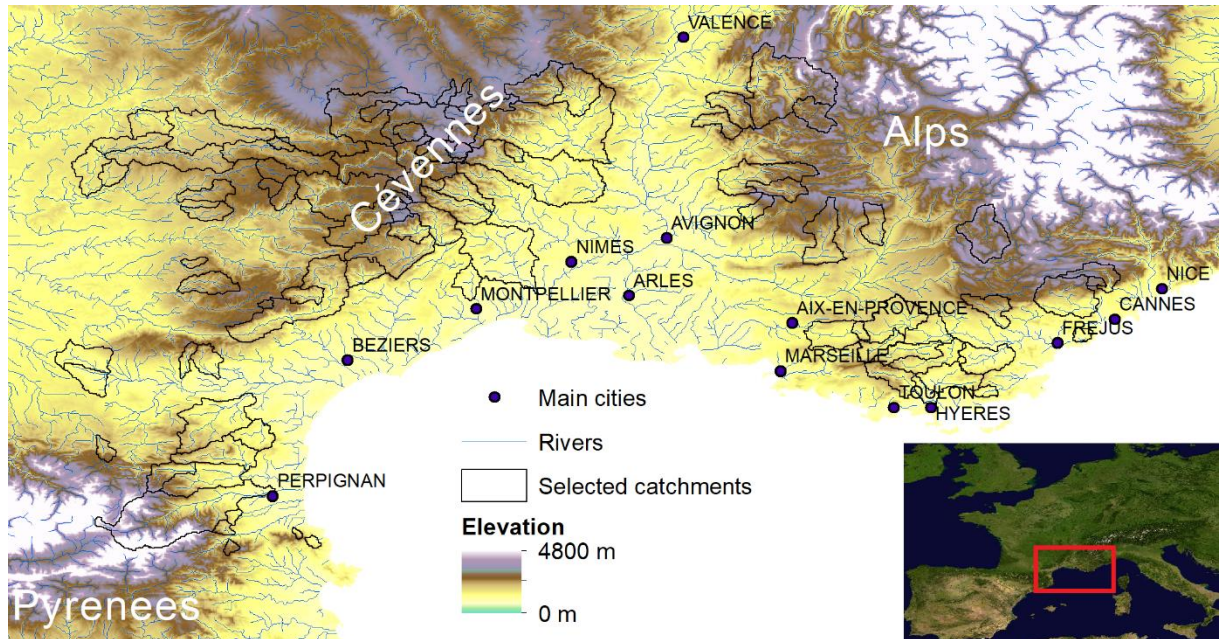 VALENCE
Cévennes
Alps
AVIGNON
NIMES
ARLES
MONTPELLIER
NICE
CANNES
AIX-EN-PROVENCE
FREJUS
BEZIERS
MARSEILLE
TOULON
HYERES
PERPIGNAN
Pyrenees
Main cities
Rivers
Selected catchments
Elevation
4800 m
0 m